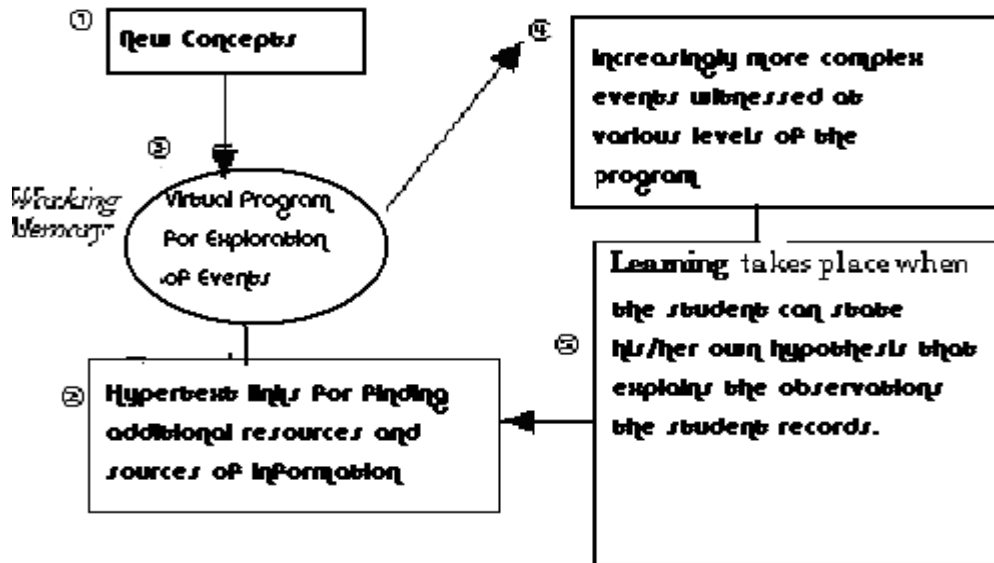 ①
New Concepts
③
Working
Memory
Virtual Program
For Exploration
of Events
②
Hypertext links for finding
additional resources and
sources of information
④
Increasingly more complex
events witnessed at
various levels of the
program
⑤
Learning takes place when
the student can state
his/her own hypothesis that
explains the observations
the student records.